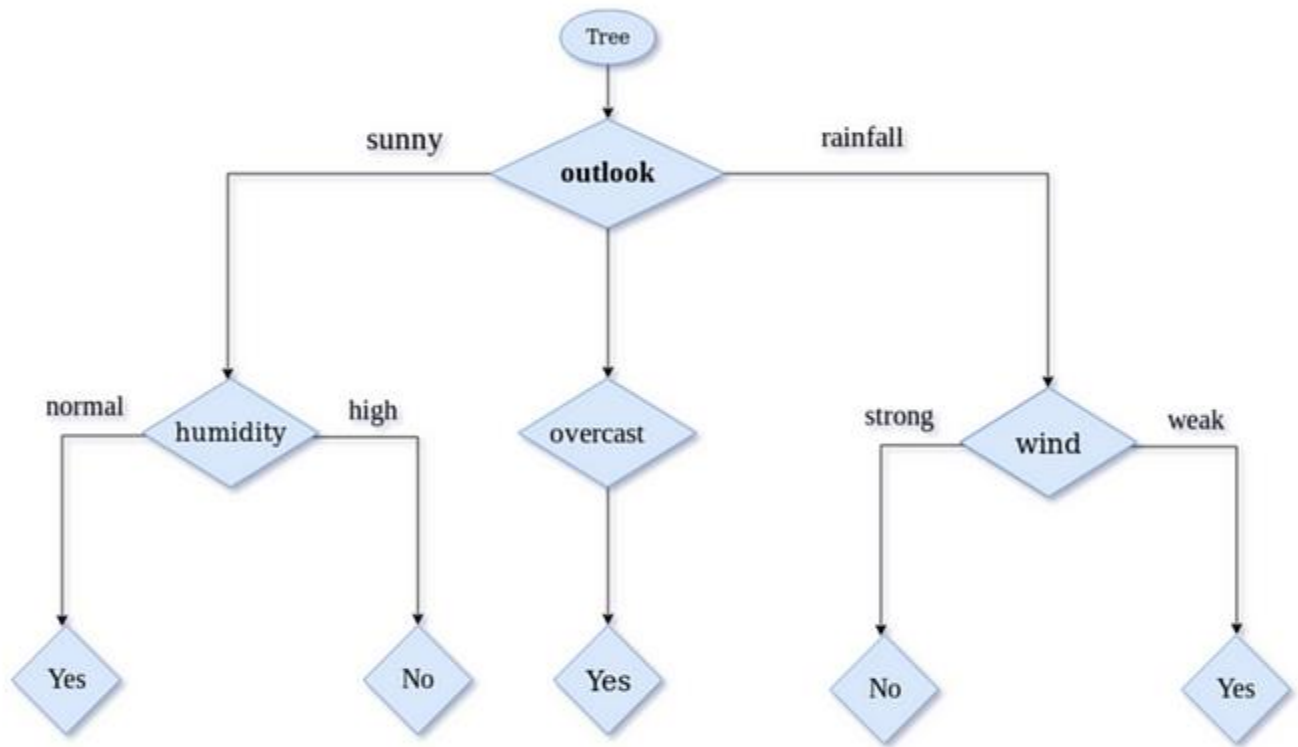 Tree
sunny
rainfall
outlook
normal
humidity
high
overcast
strong
wind
weak
Yes
No
Yes
No
Yes